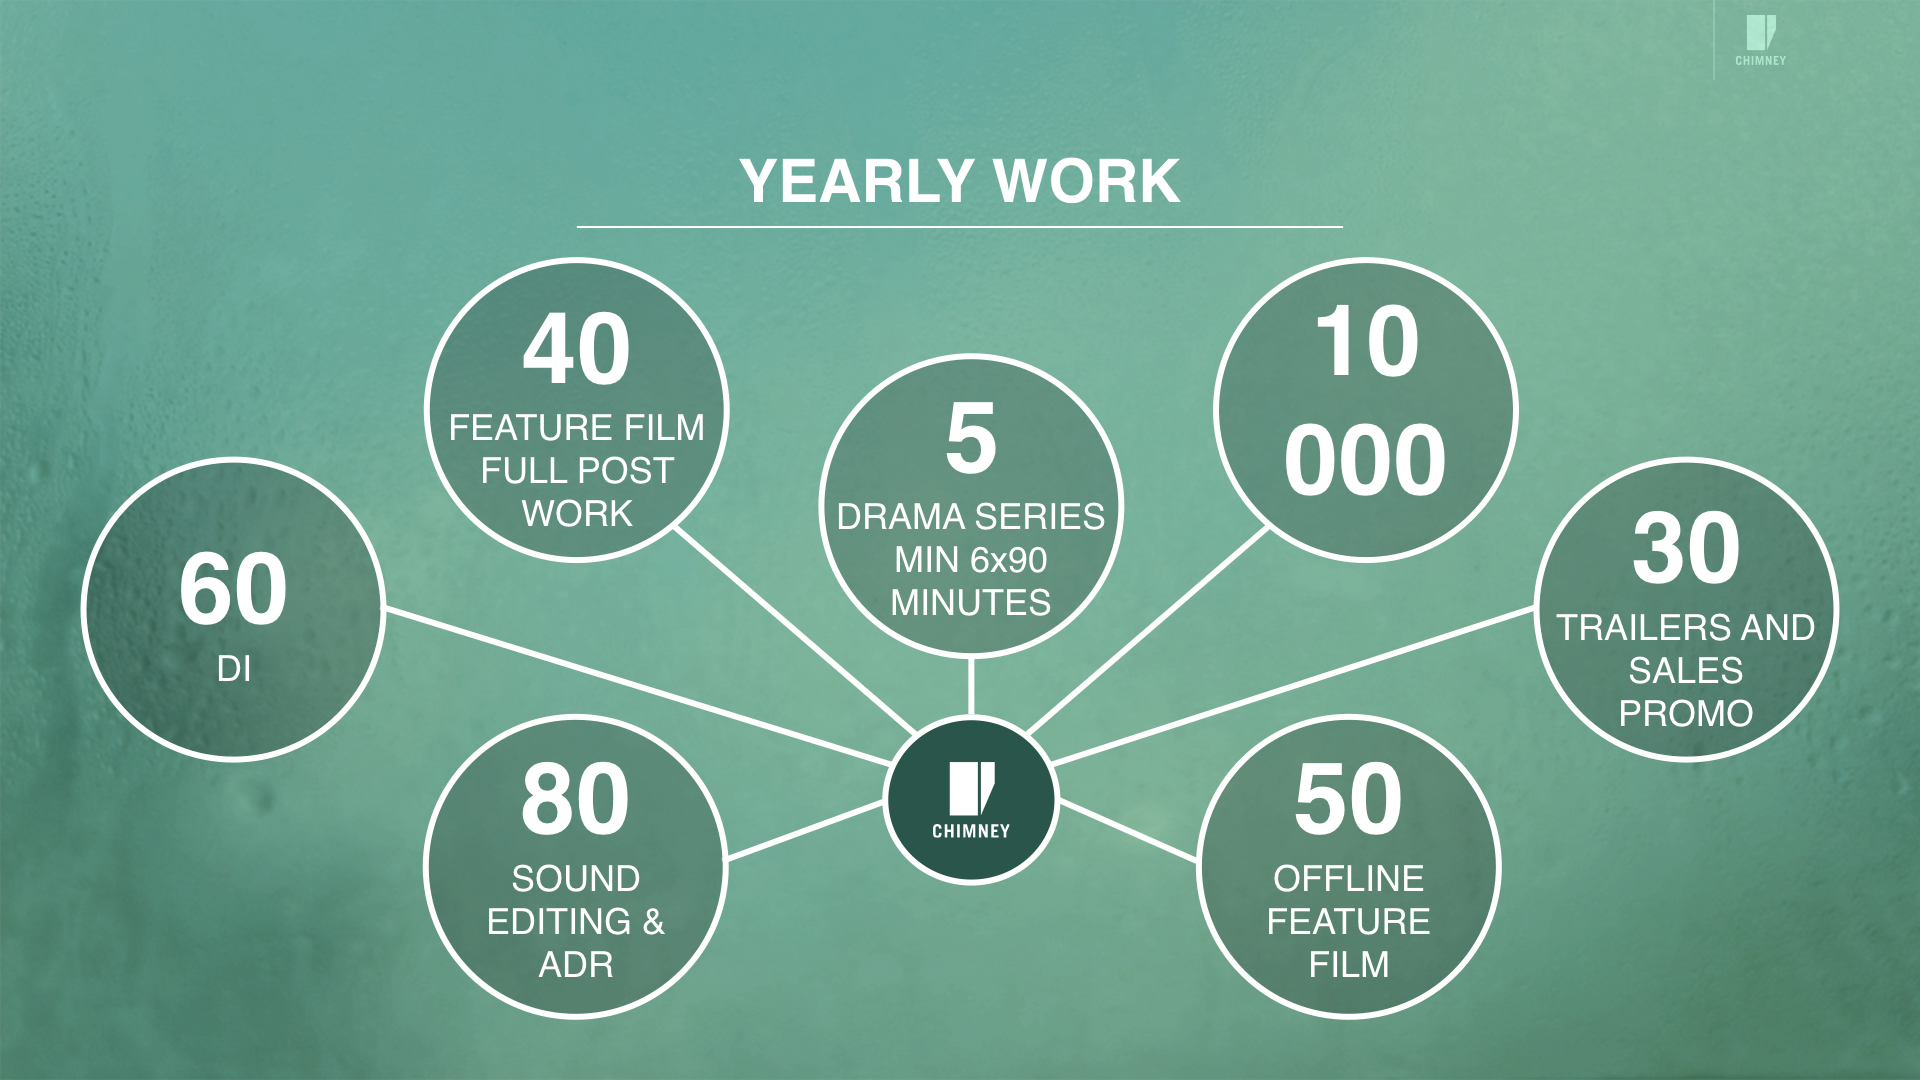 CHIMNEY
YEARLY WORK
40
FEATURE FILM
FULL POST
WORK
5
DRAMA SERIES
MIN 6x90
MINUTES
10
000
60
DI
30
TRAILERS AND
SALES
PROMO
80
SOUND
EDITING &
ADR
CHIMNEY
50
OFFLINE
FEATURE
FILM